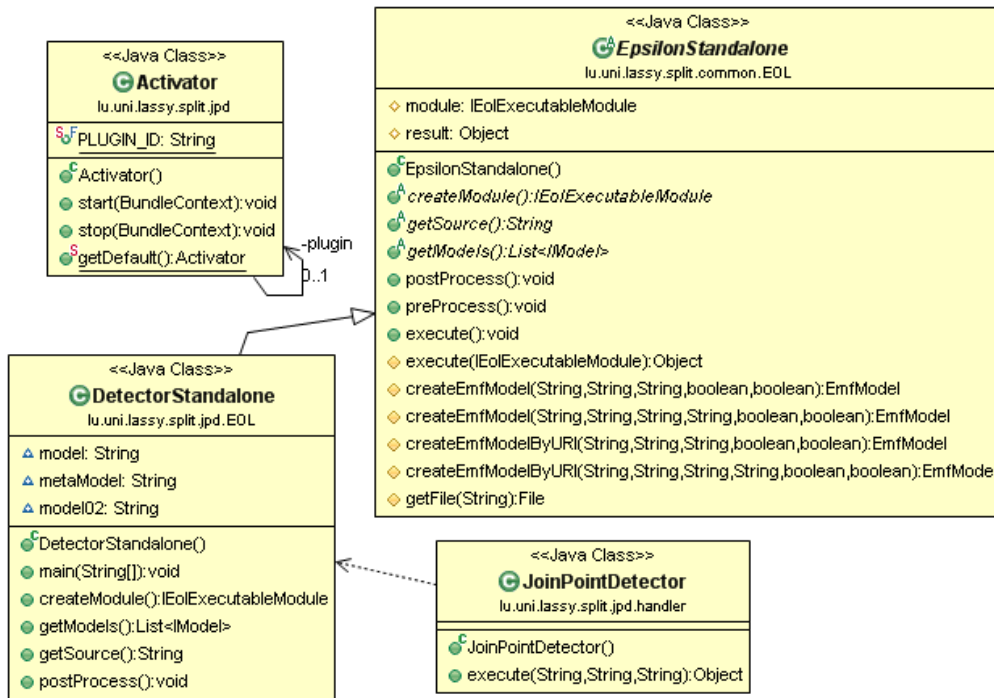 <<Java Class>>
Activator
lu.uni.lassy.split.jpd
PLUGIN_ID: String
Activator()
start(BundleContext):void
stop(BundleContext):void
getDefault():Activator
-plugin
0..1
<<Java Class>>
EpsilonStandalone
lu.uni.lassy.split.common.EOL
module: IEolExecutableModule
result: Object
EpsilonStandalone()
createModule():IEolExecutableModule
getSource():String
getModels():List<IModel>
postProcess():void
preProcess():void
execute():void
execute(IEolExecutableModule):Object
createEmfModel(String,String,String,boolean,boolean):EmfModel
createEmfModel(String,String,String,String,boolean,boolean):EmfModel
createEmfModelByURI(String,String,String,boolean,boolean):EmfModel
createEmfModelByURI(String,String,String,String,boolean,boolean):EmfMode
getFile(String):File
<<Java Class>>
DetectorStandalone
lu.uni.lassy.split.jpd.EOL
model: String
metaModel: String
model02: String
DetectorStandalone()
main(String[]):void
createModule():IEolExecutableModule
getModels():List<IModel>
getSource():String
postProcess():void
<<Java Class>>
JoinPointDetector
lu.uni.lassy.split.jpd.handler
JoinPointDetector()
execute(String,String,String):Object